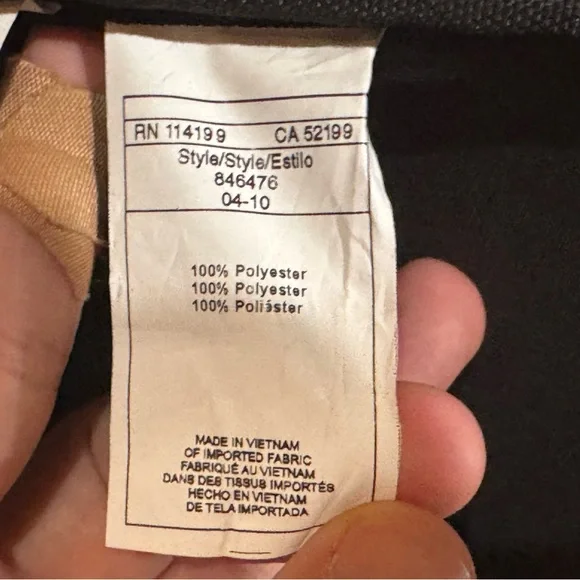 RN 114199 CA 52199
Style/Style/Estilo
846476
04-10
100% Polyester
100% Polyester
100% Poliéster
MADE IN VIETNAM
OF IMPORTED FABRIC
FABRIQUÉ AU VIETNAM
DANS DES TISSUS IMPORTÉS
HECHO EN VIETNAM
DE TELA IMPORTADA